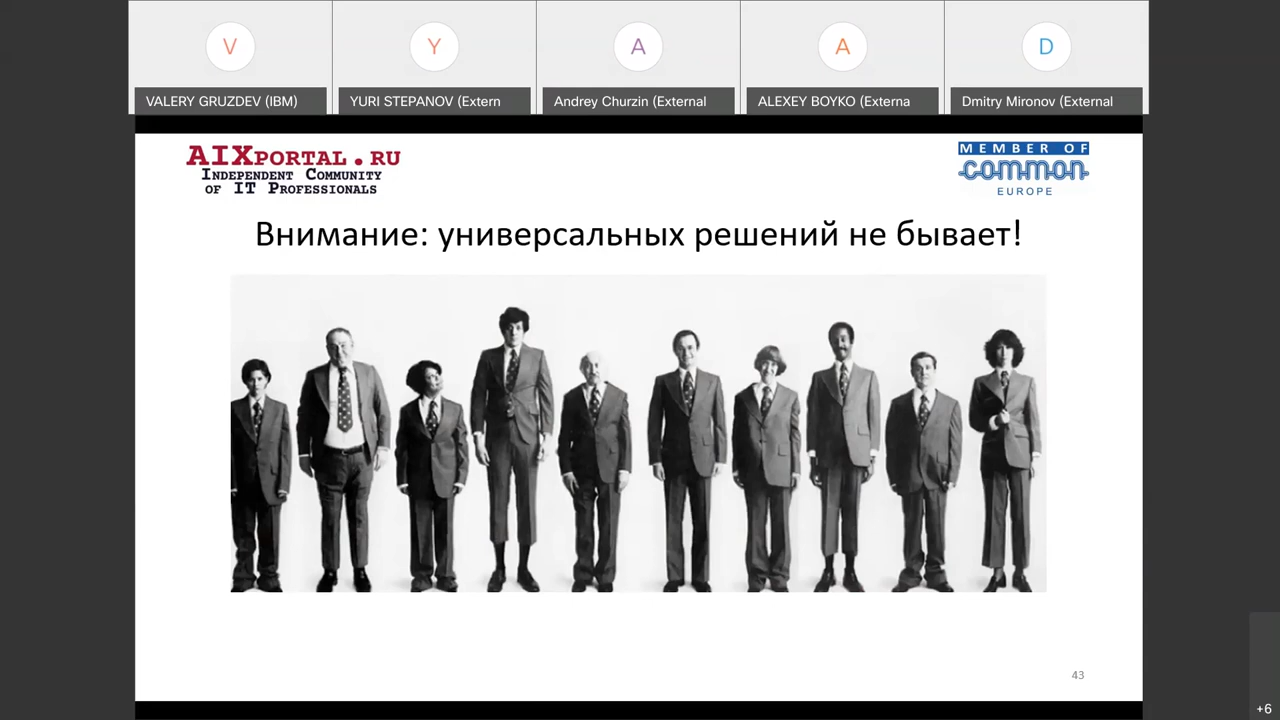 V
Y
A
A
D
VALERY GRUZDEV (IBM)
YURI STEPANOV (Extern
Andrey Churzin (External
ALEXEY BOYKO (Externa
Dmitry Mironov (External
AIXPORTAL.RU
INDEPENDENT COMMUNITY
OF IT PROFESSIONALS
MEMBER OF
common
EUROPE
Внимание: универсальных решений не бывает!
43
+6